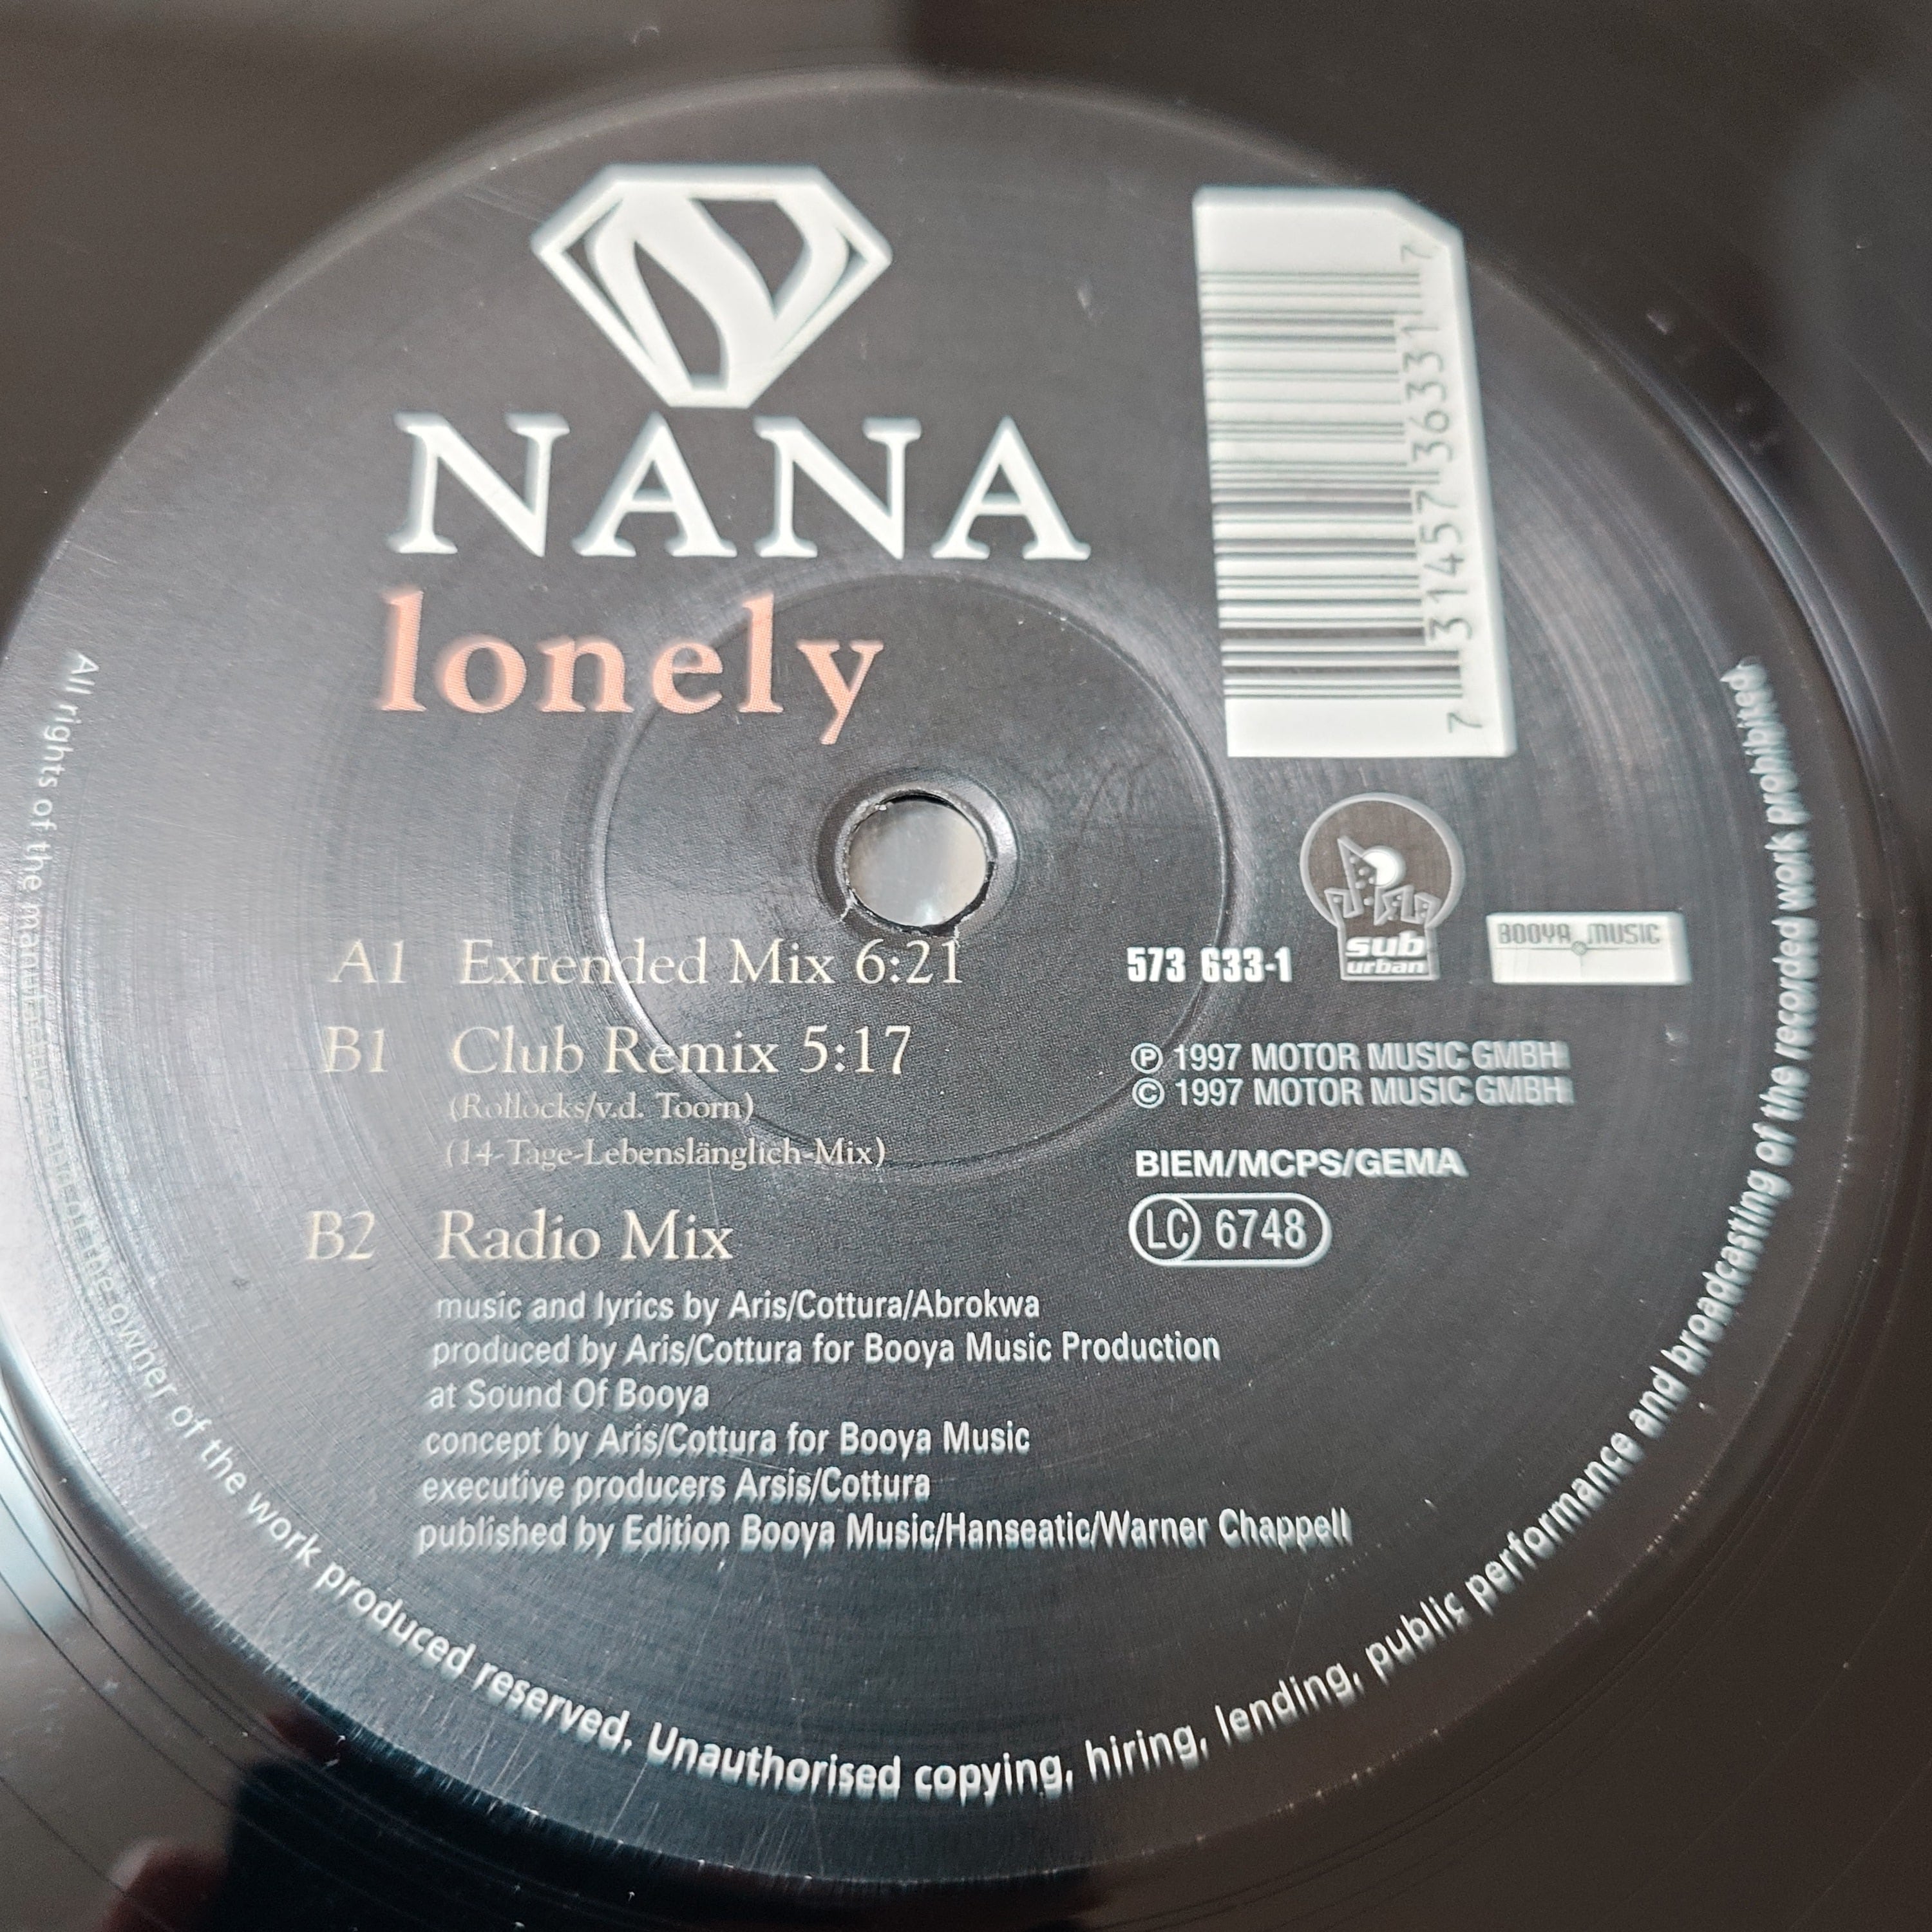 NANA
lonely
7 31457 36331 7
A1 Extended Mix 6:21
B1 Club Remix 5:17
(Rollocks/v.d. Toorn)
(14-Tage-Lebenslänglich-Mix)
B2 Radio Mix
music and lyrics by Aris/Cottura/Abrokwa
produced by Aris/Cottura for Booya Music Production
at Sound Of Booya
concept by Aris/Cottura for Booya Music
executive producers Arsis/Cottura
published by Edition Booya Music/Hanseatic/Warner Chappell
573 633-1
sub
urban
BOOYA MUSIC
Ⓟ 1997 MOTOR MUSIC GMBH
© 1997 MOTOR MUSIC GMBH
BIEM/MCPS/GEMA
LC 6748
All rights of the manufacturer and of the owner of the work produced reserved. Unauthorised copying, hiring, lending, public performance and broadcasting of the recorded work prohibited.